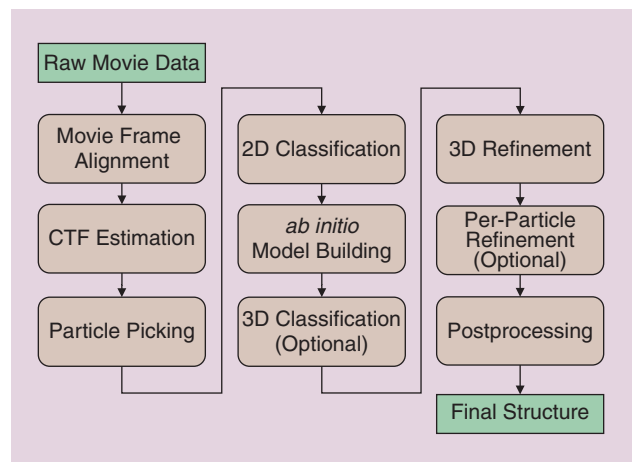 Raw Movie Data
Movie Frame
Alignment
CTF Estimation
Particle Picking
2D Classification
ab initio
Model Building
3D Classification
(Optional)
3D Refinement
Per-Particle
Refinement
(Optional)
Postprocessing
Final Structure